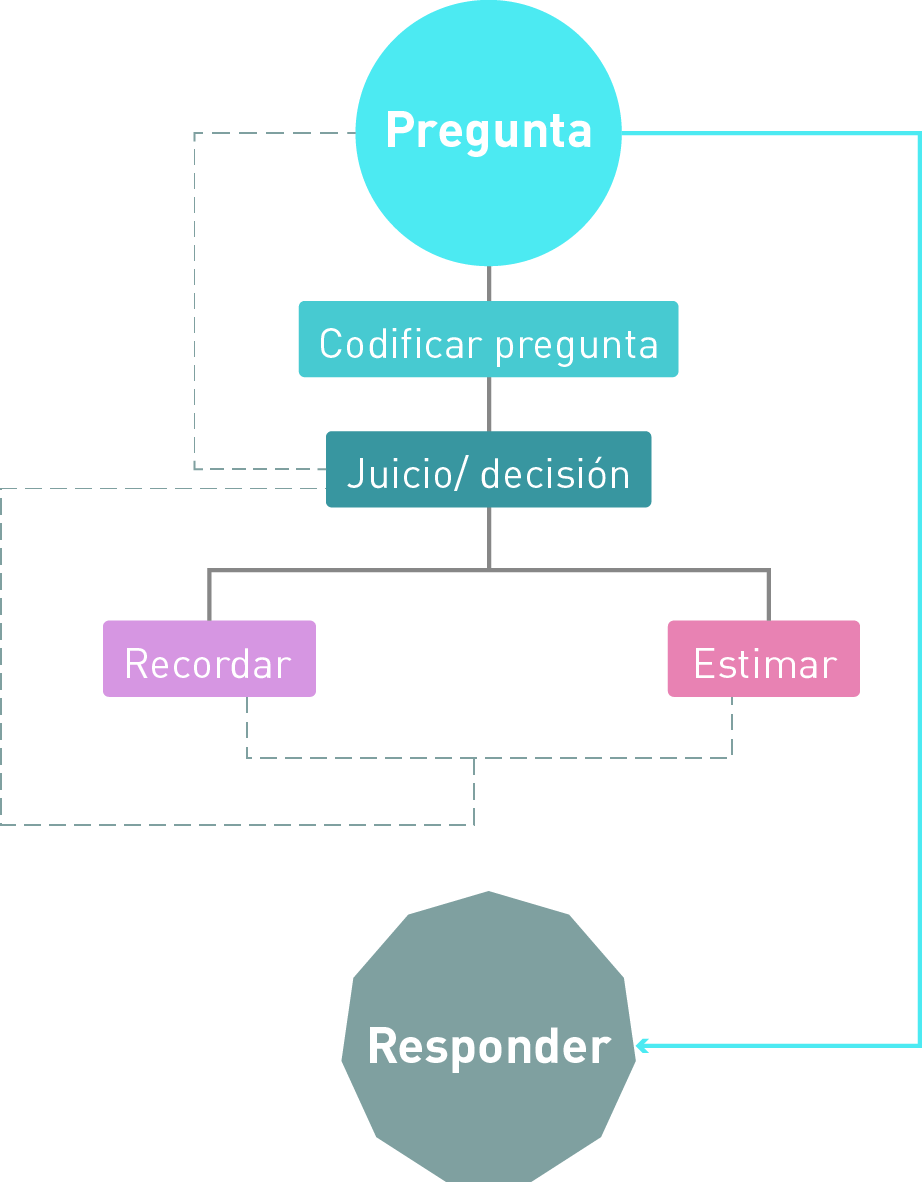 Pregunta
Codificar pregunta
Juicio/ decisión
Recordar
Estimar
Responder